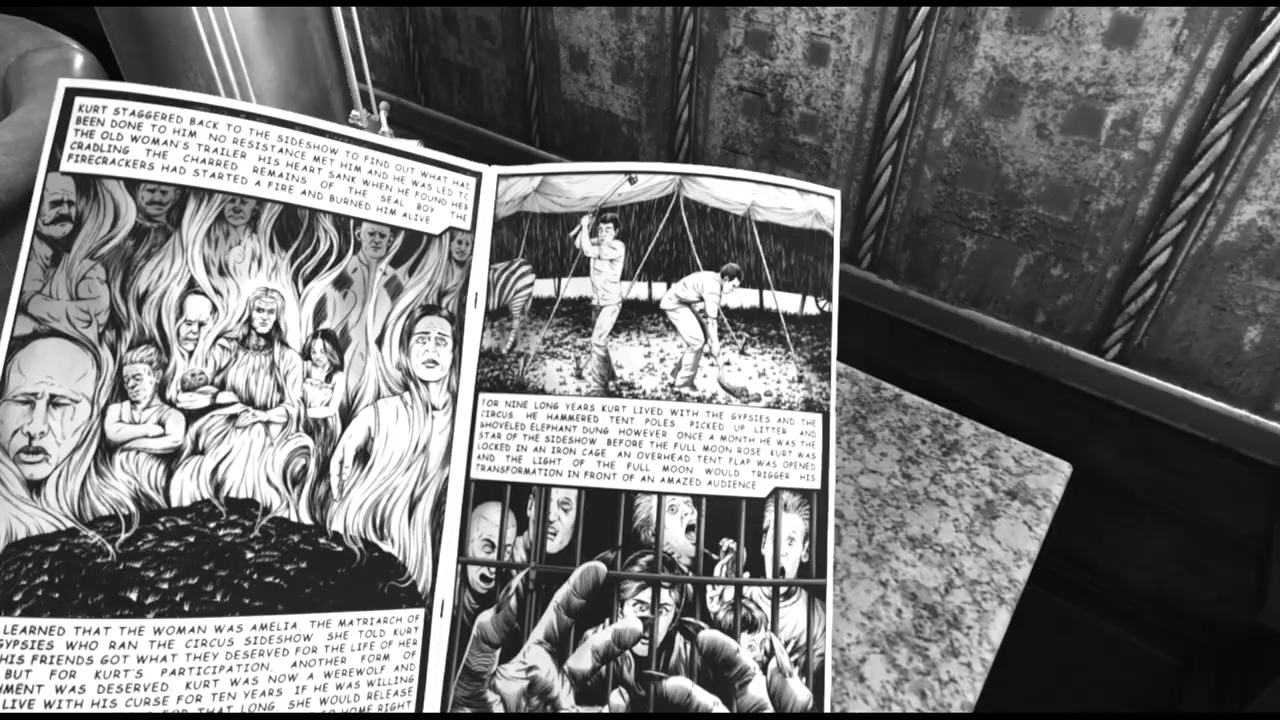 KURT STAGGERED BACK TO THE SIDESHOW TO FIND OUT WHAT HAD
BEEN DONE TO HIM NO RESISTANCE MET HIM AND HE WAS LED TO
THE OLD WOMAN'S TRAILER HIS HEART SANK WHEN HE FOUND HER
CRADLING THE CHARRED REMAINS OF THE SEAL BOY THE
FIRECRACKERS HAD STARTED A FIRE AND BURNED HIM ALIVE
LEARNED THAT THE WOMAN WAS AMELIA, THE MATRIARCH OF
GYPSIES WHO RAN THE CIRCUS SIDESHOW SHE TOLD KURT
HIS FRIENDS GOT WHAT THEY DESERVED FOR THE LIFE OF HER
BUT FOR KURT'S PARTICIPATION, ANOTHER FORM OF
MENT WAS DESERVED KURT WAS NOW A WEREWOLF AND
LIVE WITH HIS CURSE FOR TEN YEARS IF HE WAS WILLING
FOR THAT LONG, SHE WOULD RELEASE
HOME RIGHT
FOR NINE LONG YEARS KURT LIVED WITH THE GYPSIES AND THE
CIRCUS. HE HAMMERED TENT POLES PICKED UP LITTER AND
SHOVELED ELEPHANT DUNG HOWEVER ONCE A MONTH HE WAS THE
STAR OF THE SIDESHOW BEFORE THE FULL MOON ROSE KURT WAS
LOCKED IN AN IRON CAGE AN OVERHEAD TENT FLAP WAS OPENED
AND THE LIGHT OF THE FULL MOON WOULD TRIGGER HIS
TRANSFORMATION IN FRONT OF AN AMAZED AUDIENCE